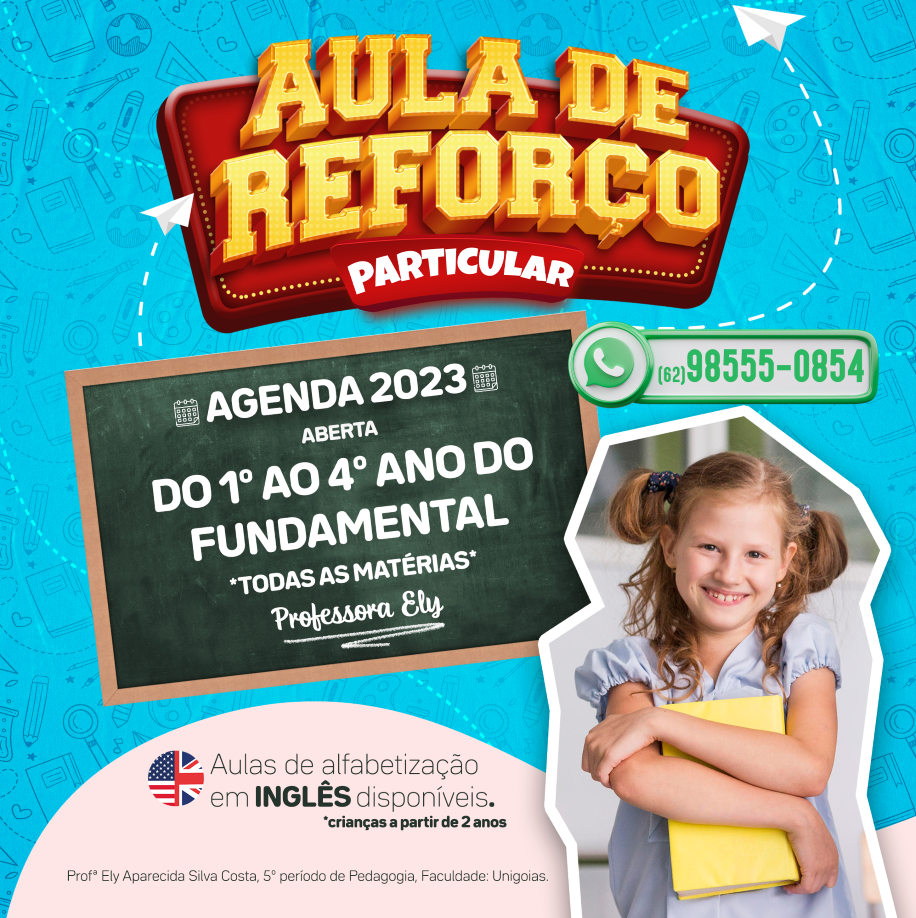 AULA DE
REFORÇO
PARTICULAR
(62)98555-0854
AGENDA 2023
ABERTA
DO 1º AO 4º ANO DO
FUNDAMENTAL
*TODAS AS MATÉRIAS*
Professora Ely
Aulas de alfabetização
em INGLÊS disponíveis.
*crianças a partir de 2 anos
Profª Ely Aparecida Silva Costa, 5º período de Pedagogia, Faculdade: Unigoias.